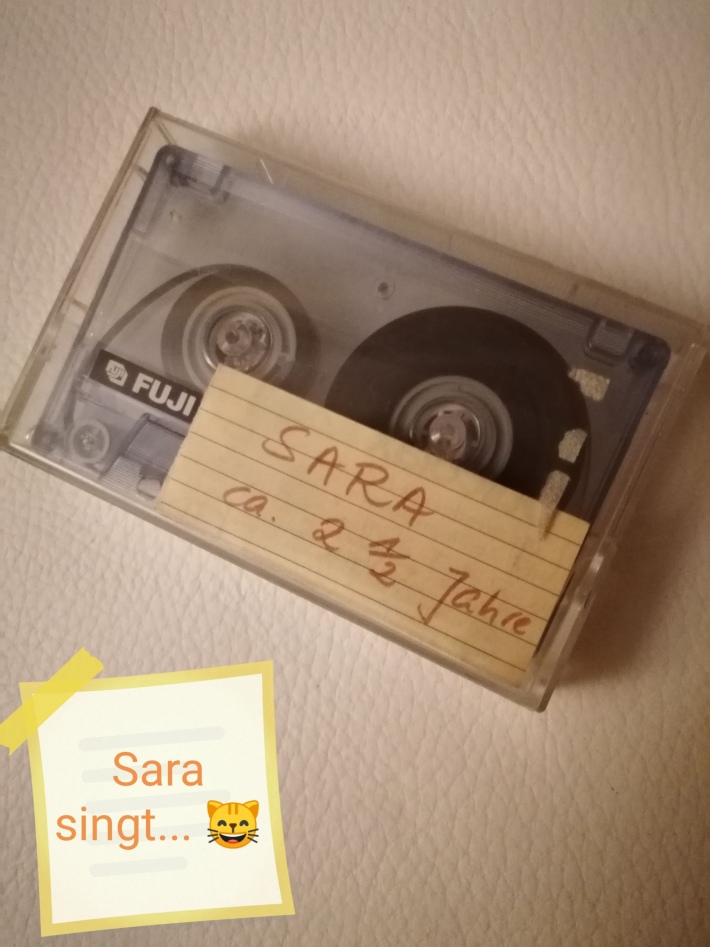 FUJI
SARA
ca. 2 1/2 Jahre
Sara
singt... 😸